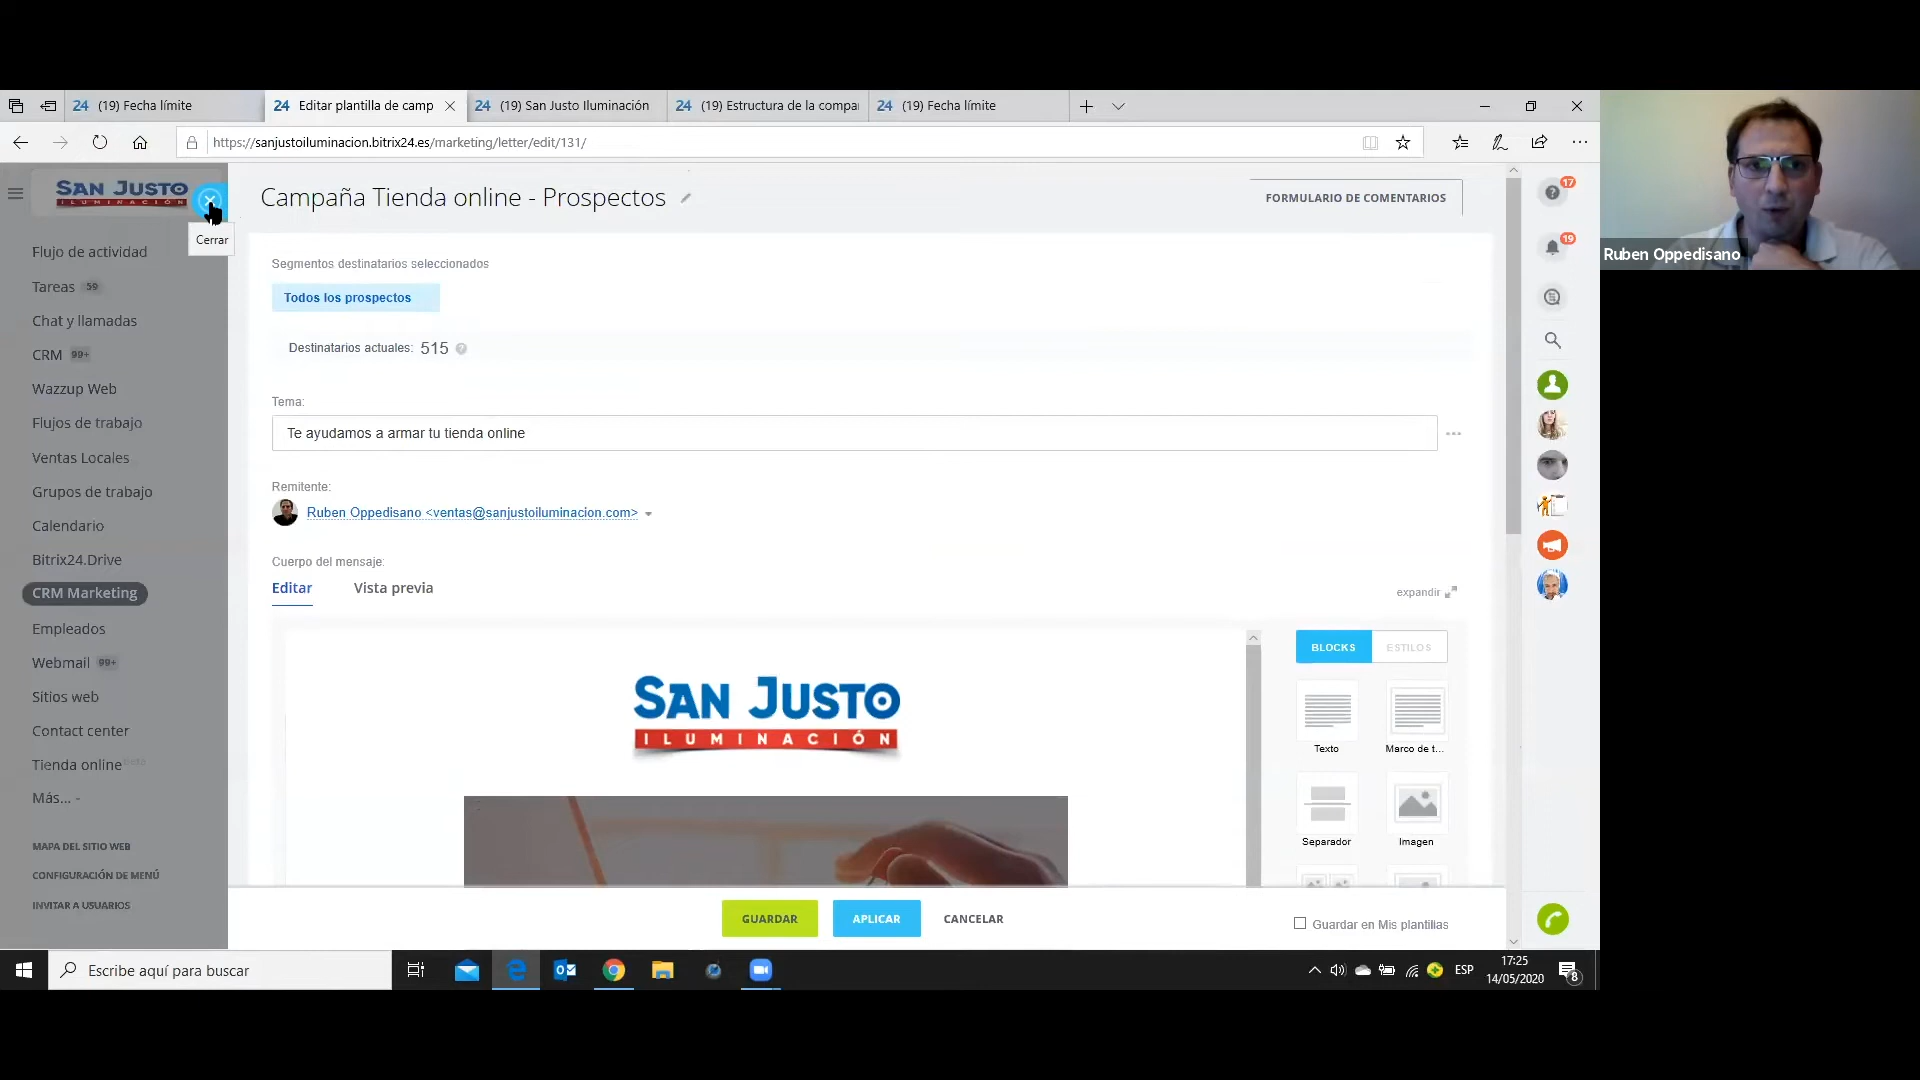 24 (19) Fecha límite
24 Editar plantilla de camp
24 (19) San Justo Iluminación
24 (19) Estructura de la compa
24 (19) Fecha límite
https://sanjustoiluminacion.bitrix24.es/marketing/letter/edit/131/
SAN JUSTO
ILUMINACIÓN
Cerrar
Flujo de actividad
Tareas 59
Chat y llamadas
CRM 99+
Wazzup Web
Flujos de trabajo
Ventas Locales
Grupos de trabajo
Calendario
Bitrix24.Drive
CRM Marketing
Empleados
Webmail 99+
Sitios web
Contact center
Tienda online
Más... -
MAPA DEL SITIO WEB
CONFIGURACIÓN DE MENÚ
INVITAR A USUARIOS
Campaña Tienda online - Prospectos
FORMULARIO DE COMENTARIOS
Segmentos destinatarios seleccionados
Todos los prospectos
Destinatarios actuales: 515
Tema:
Te ayudamos a armar tu tienda online
Remitente:
Ruben Oppedisano <ventas@sanjustoiluminacion.com>
Cuerpo del mensaje:
Editar
Vista previa
expandir
SAN JUSTO
ILUMINACIÓN
BLOCKS
ESTILOS
Texto
Marco de t...
Separador
Imagen
GUARDAR
APLICAR
CANCELAR
Guardar en Mis plantillas
17
19
Ruben Oppedisano
Escribe aquí para buscar
ESP
17:25
14/05/2020
8